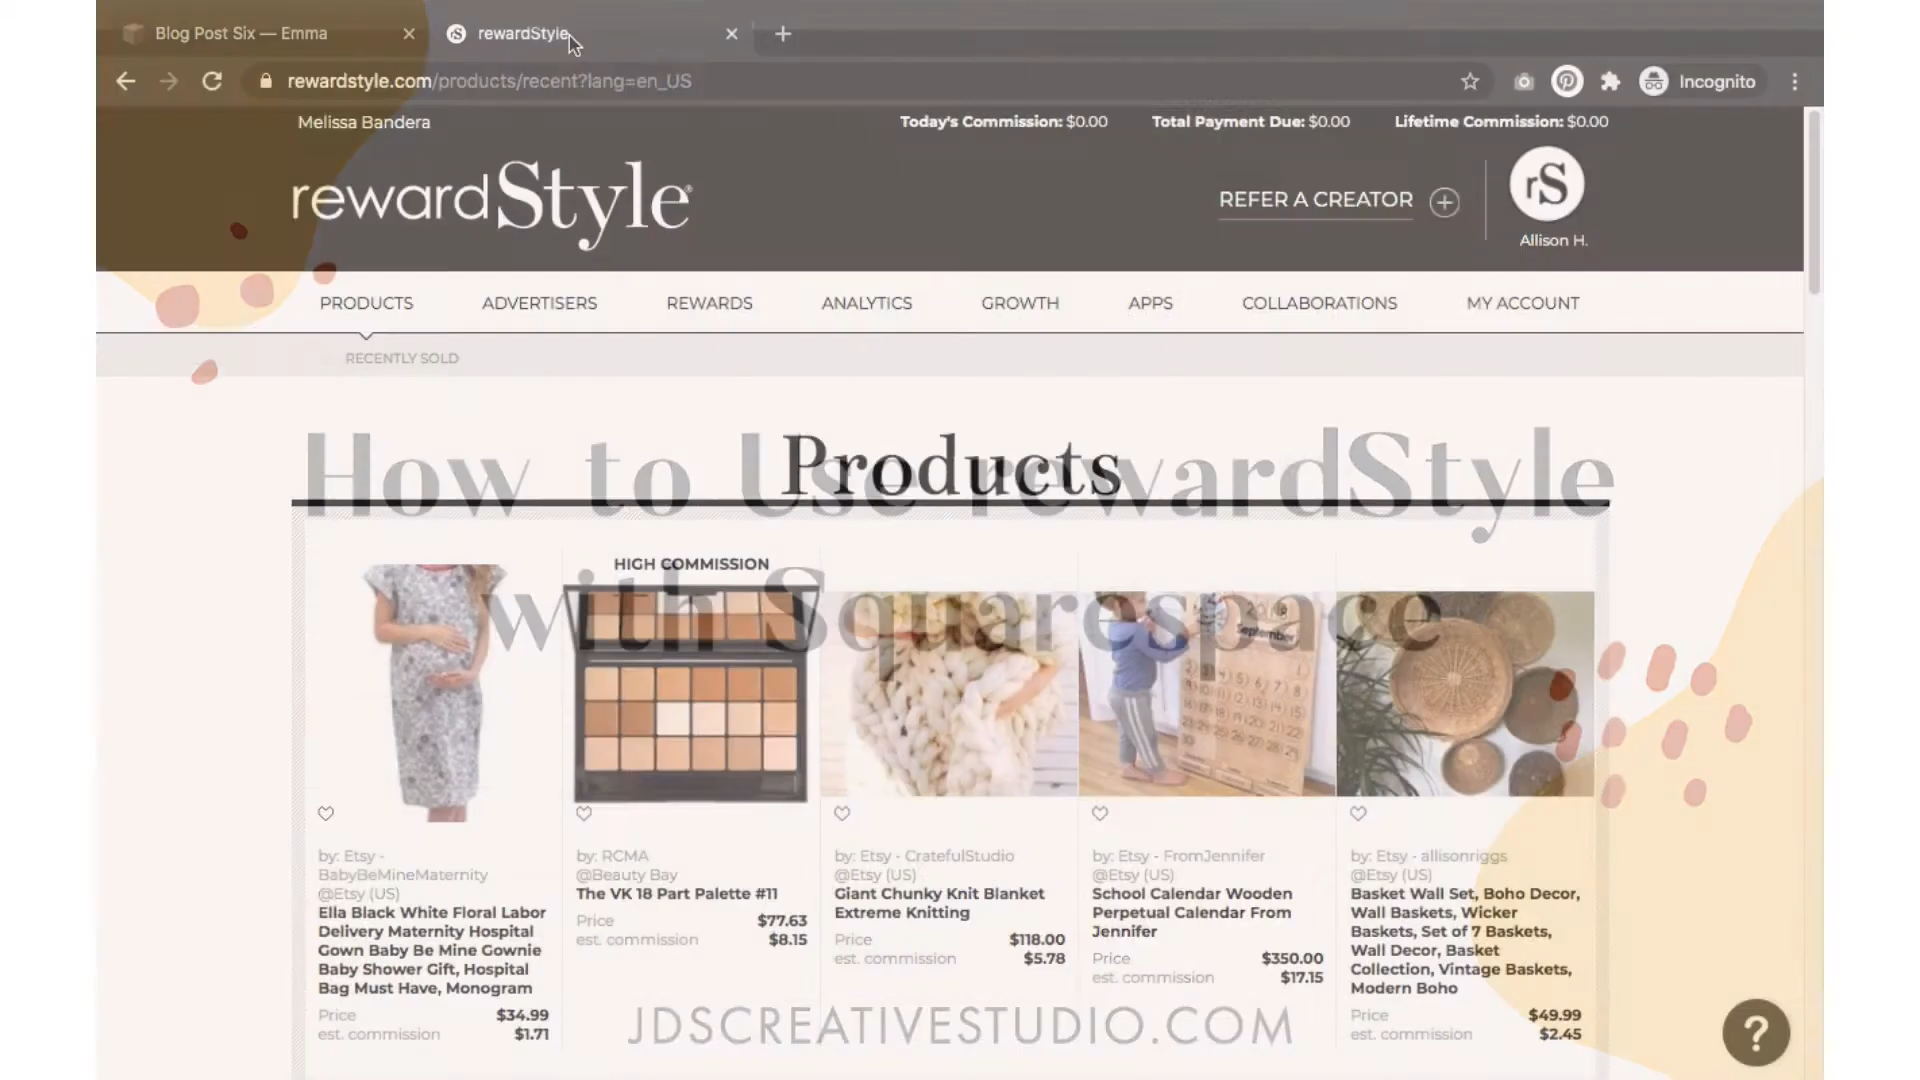 Blog Post Six — Emma
rewardStyle
rewardstyle.com/products/recent?lang=en_US
Incognito
Melissa Bandera
Today's Commission: $0.00
Total Payment Due: $0.00
Lifetime Commission: $0.00
rewardStyle
REFER A CREATOR
rS
Allison H.
PRODUCTS
ADVERTISERS
REWARDS
ANALYTICS
GROWTH
APPS
COLLABORATIONS
MY ACCOUNT
RECENTLY SOLD
Products
How to Use rewardStyle
with Squarespace
by: Etsy -
BabyBeMineMaternity
@Etsy (US)
Ella Black White Floral Labor
Delivery Maternity Hospital
Gown Baby Be Mine Gownie
Baby Shower Gift, Hospital
Bag Must Have, Monogram
Price $34.99
est. commission $1.71
HIGH COMMISSION
by: RCMA
@Beauty Bay
The VK 18 Part Palette #11
Price $77.63
est. commission $8.15
by: Etsy - CratefulStudio
@Etsy (US)
Giant Chunky Knit Blanket
Extreme Knitting
Price $118.00
est. commission $5.78
September
by: Etsy - FromJennifer
@Etsy (US)
School Calendar Wooden
Perpetual Calendar From
Jennifer
Price $350.00
est. commission $17.15
by: Etsy - allisonriggs
@Etsy (US)
Basket Wall Set, Boho Decor,
Wall Baskets, Wicker
Baskets, Set of 7 Baskets,
Wall Decor, Basket
Collection, Vintage Baskets,
Modern Boho
Price $49.99
est. commission $2.45
JDSCREATIVESTUDIO.COM
?